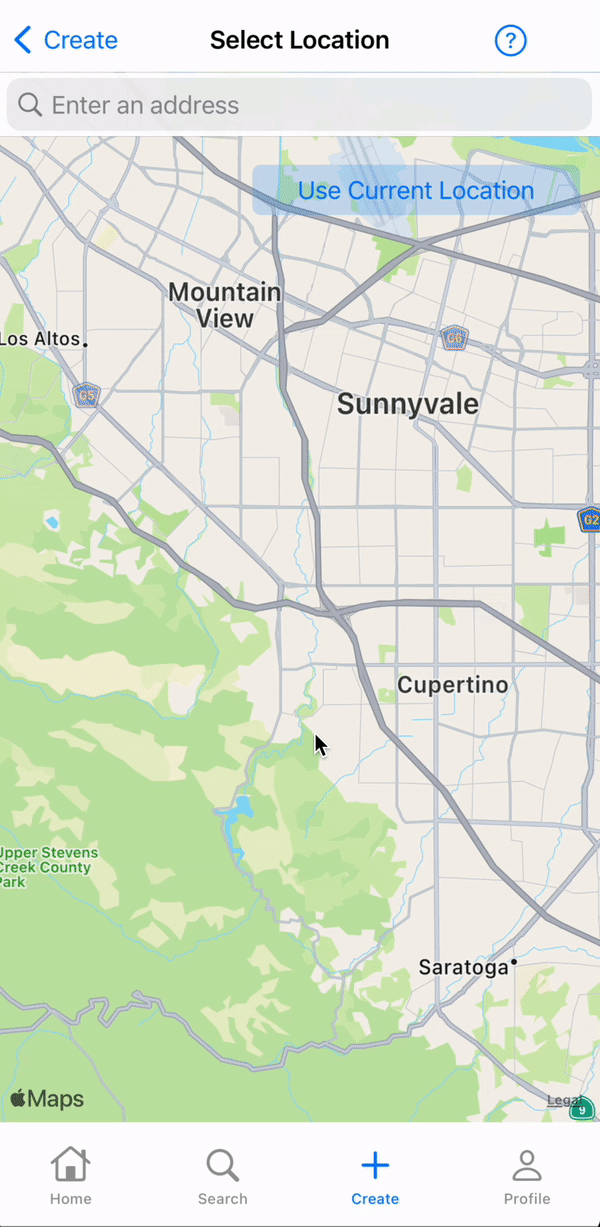 Create
Select Location
?
Enter an address
Use Current Location
Mountain
View
Los Altos
G6
G5
Sunnyvale
G2
Cupertino
Upper Stevens
Creek County
Park
Saratoga
Maps
Legal
9
Home
Search
Create
Profile